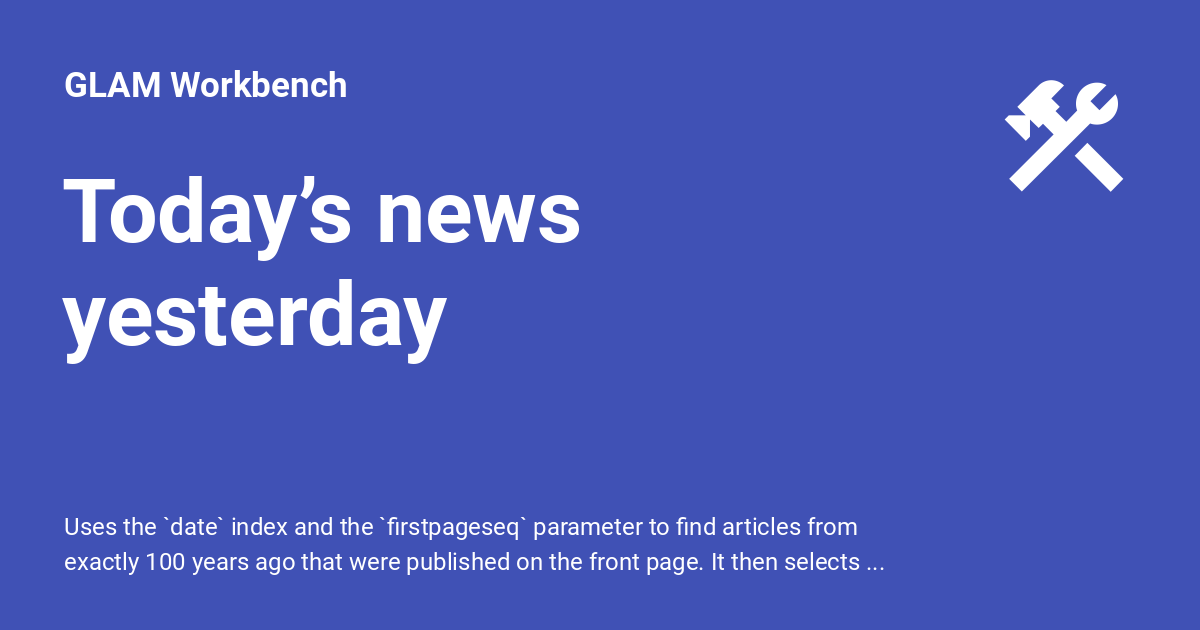 GLAM Workbench
Today’s news
yesterday
Uses the `date` index and the `firstpageseq` parameter to find articles from
exactly 100 years ago that were published on the front page. It then selects ...